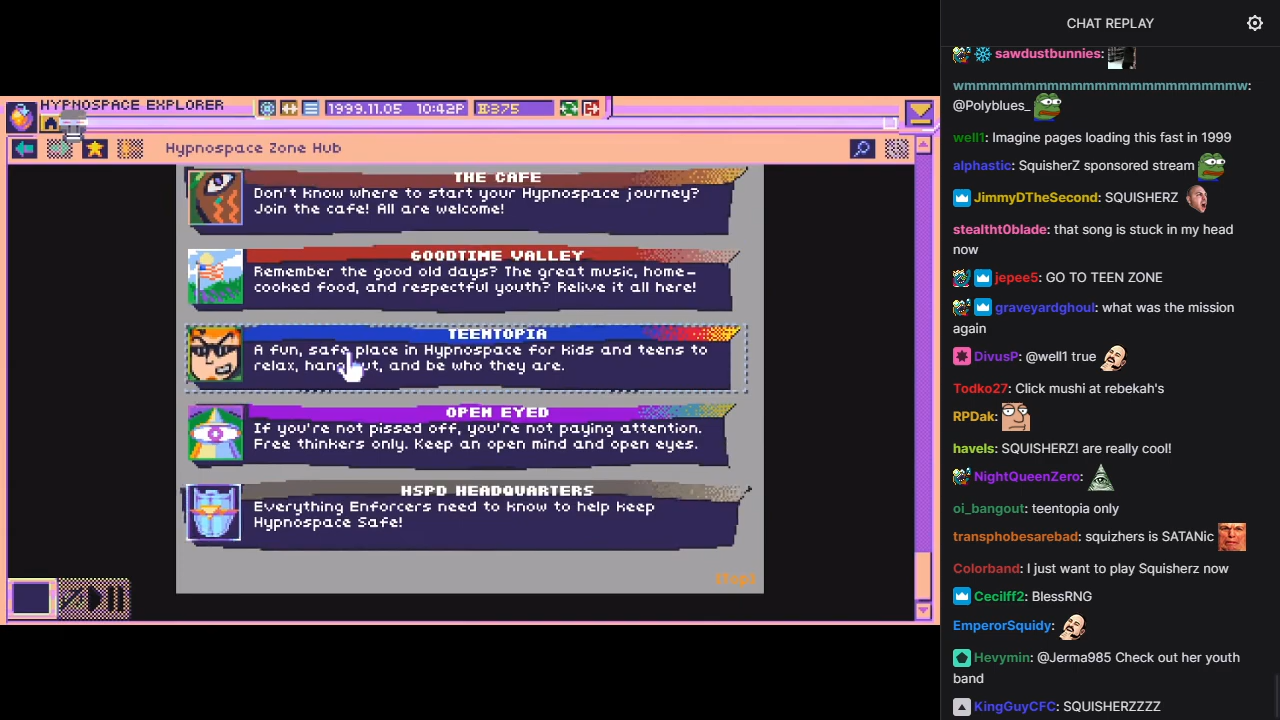 HYPNOSPACE EXPLORER
1999.11.05 10:42P
375
Hypnospace Zone Hub
THE CAFE
Don't know where to start your Hypnospace journey?
Join the cafe! All are welcome!
GOODTIME VALLEY
Remember the good old days? The great music, home-
cooked food, and respectful youth? Relive it all here!
TEENTOPIA
A fun, safe place in Hypnospace for kids and teens to
relax, hang out, and be who they are.
OPEN EYED
If you're not pissed off, you're not paying attention.
Free thinkers only. Keep an open mind and open eyes.
HSPD HEADQUARTERS
Everything Enforcers need to know to help keep
Hypnospace Safe!
[Top]
CHAT REPLAY
sawdustbunnies:
wmmmmmmmmmmmmmmmmmmmmmmmw:
@Polyblues_
well1: Imagine pages loading this fast in 1999
alphastic: SquisherZ sponsored stream
JimmyDTheSecond: SQUISHERZ
stealtht0blade: that song is stuck in my head
now
jepee5: GO TO TEEN ZONE
graveyardghoul: what was the mission
again
DivusP: @well1 true
Todko27: Click mushi at rebekah's
RPDak:
havels: SQUISHERZ! are really cool!
NightQueenZero:
oi_bangout: teentopia only
transphobesarebad: squizhers is SATANic
Colorband: I just want to play Squisherz now
Cecilff2: BlessRNG
EmperorSquidy:
Hevymin: @Jerma985 Check out her youth
band
KingGuyCFC: SQUISHERZZZZ